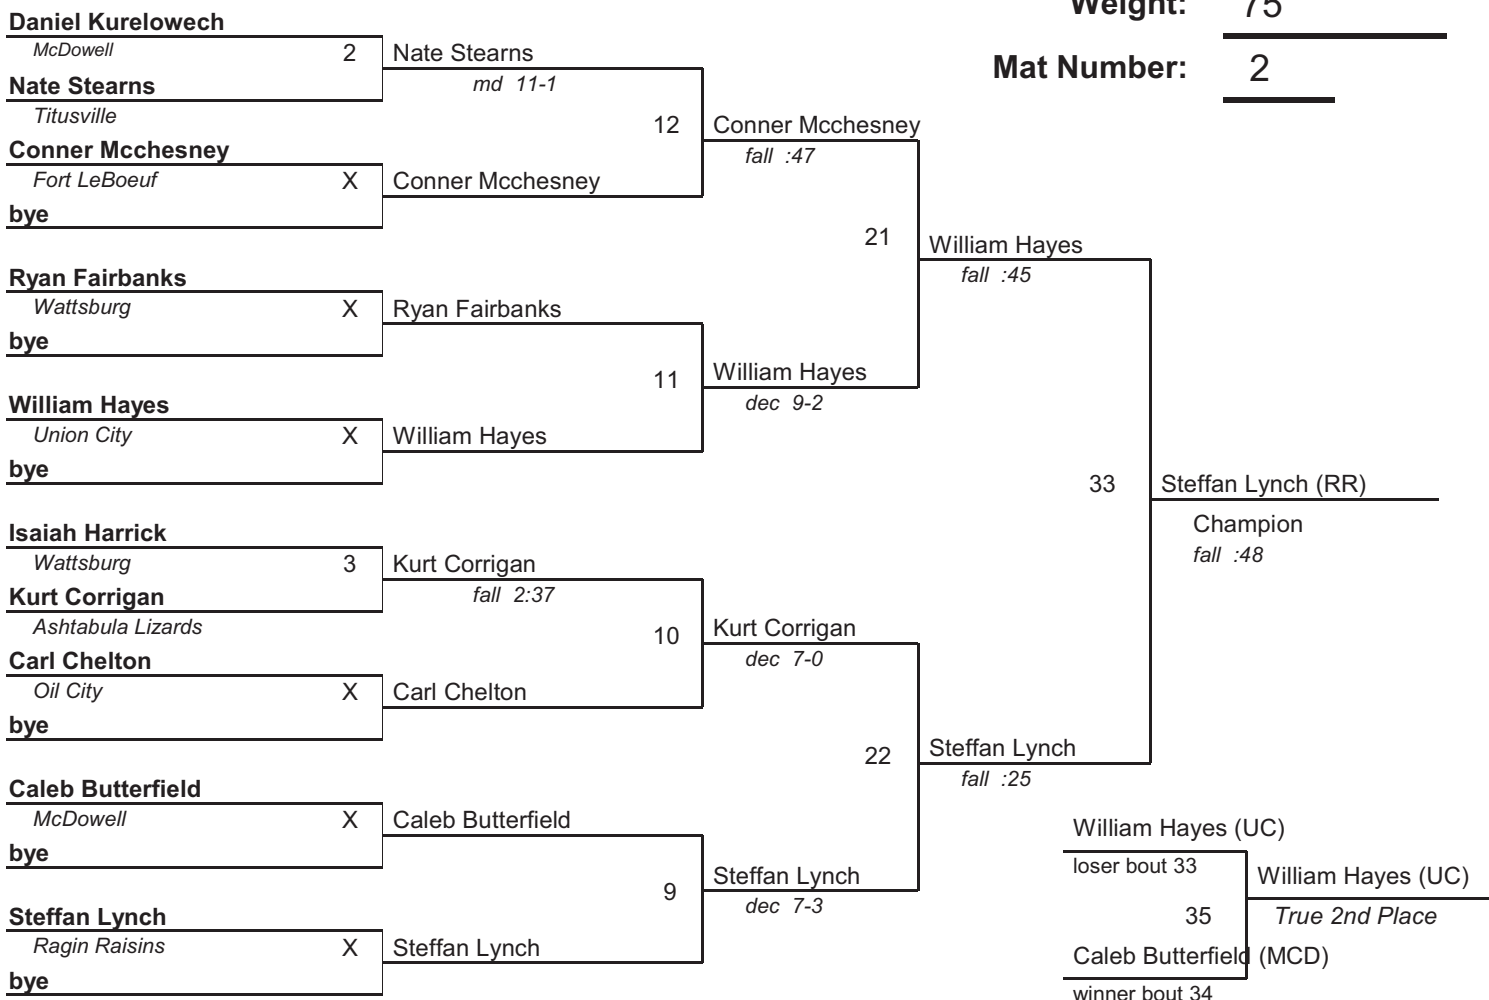 Weight: 75
Mat Number: 2
Daniel Kurelowech
McDowell 2
Nate Stearns
Titusville
Conner Mcchesney
Fort LeBoeuf X
bye
Ryan Fairbanks
Wattsburg X
bye
William Hayes
Union City X
bye
Isaiah Harrick
Wattsburg 3
Kurt Corrigan
Ashtabula Lizards
Carl Chelton
Oil City X
bye
Caleb Butterfield
McDowell X
bye
Steffan Lynch
Ragin Raisins X
bye
Nate Stearns
md 11-1
12
Conner Mcchesney
Ryan Fairbanks
11
William Hayes
Kurt Corrigan
fall 2:37
10
Carl Chelton
Caleb Butterfield
9
Steffan Lynch
Conner Mcchesney
fall :47
21
William Hayes
dec 9-2
Kurt Corrigan
dec 7-0
22
Steffan Lynch
dec 7-3
William Hayes
fall :45
33
Steffan Lynch
fall :25
Steffan Lynch (RR)
Champion
fall :48
William Hayes (UC)
loser bout 33
35
Caleb Butterfield (MCD)
winner bout 34
William Hayes (UC)
True 2nd Place